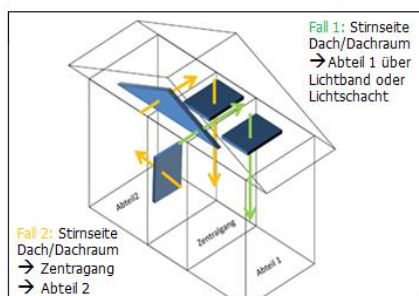 Fall 1: Stirnseite
Dach/Dachraum
→ Abteil 1 über
Lichtband oder
Lichtschacht
Abteil2
Zentralgang
Abteil 1
Fall 2: Stirnseite
Dach/Dachraum
→ Zentragang
→ Abteil 2